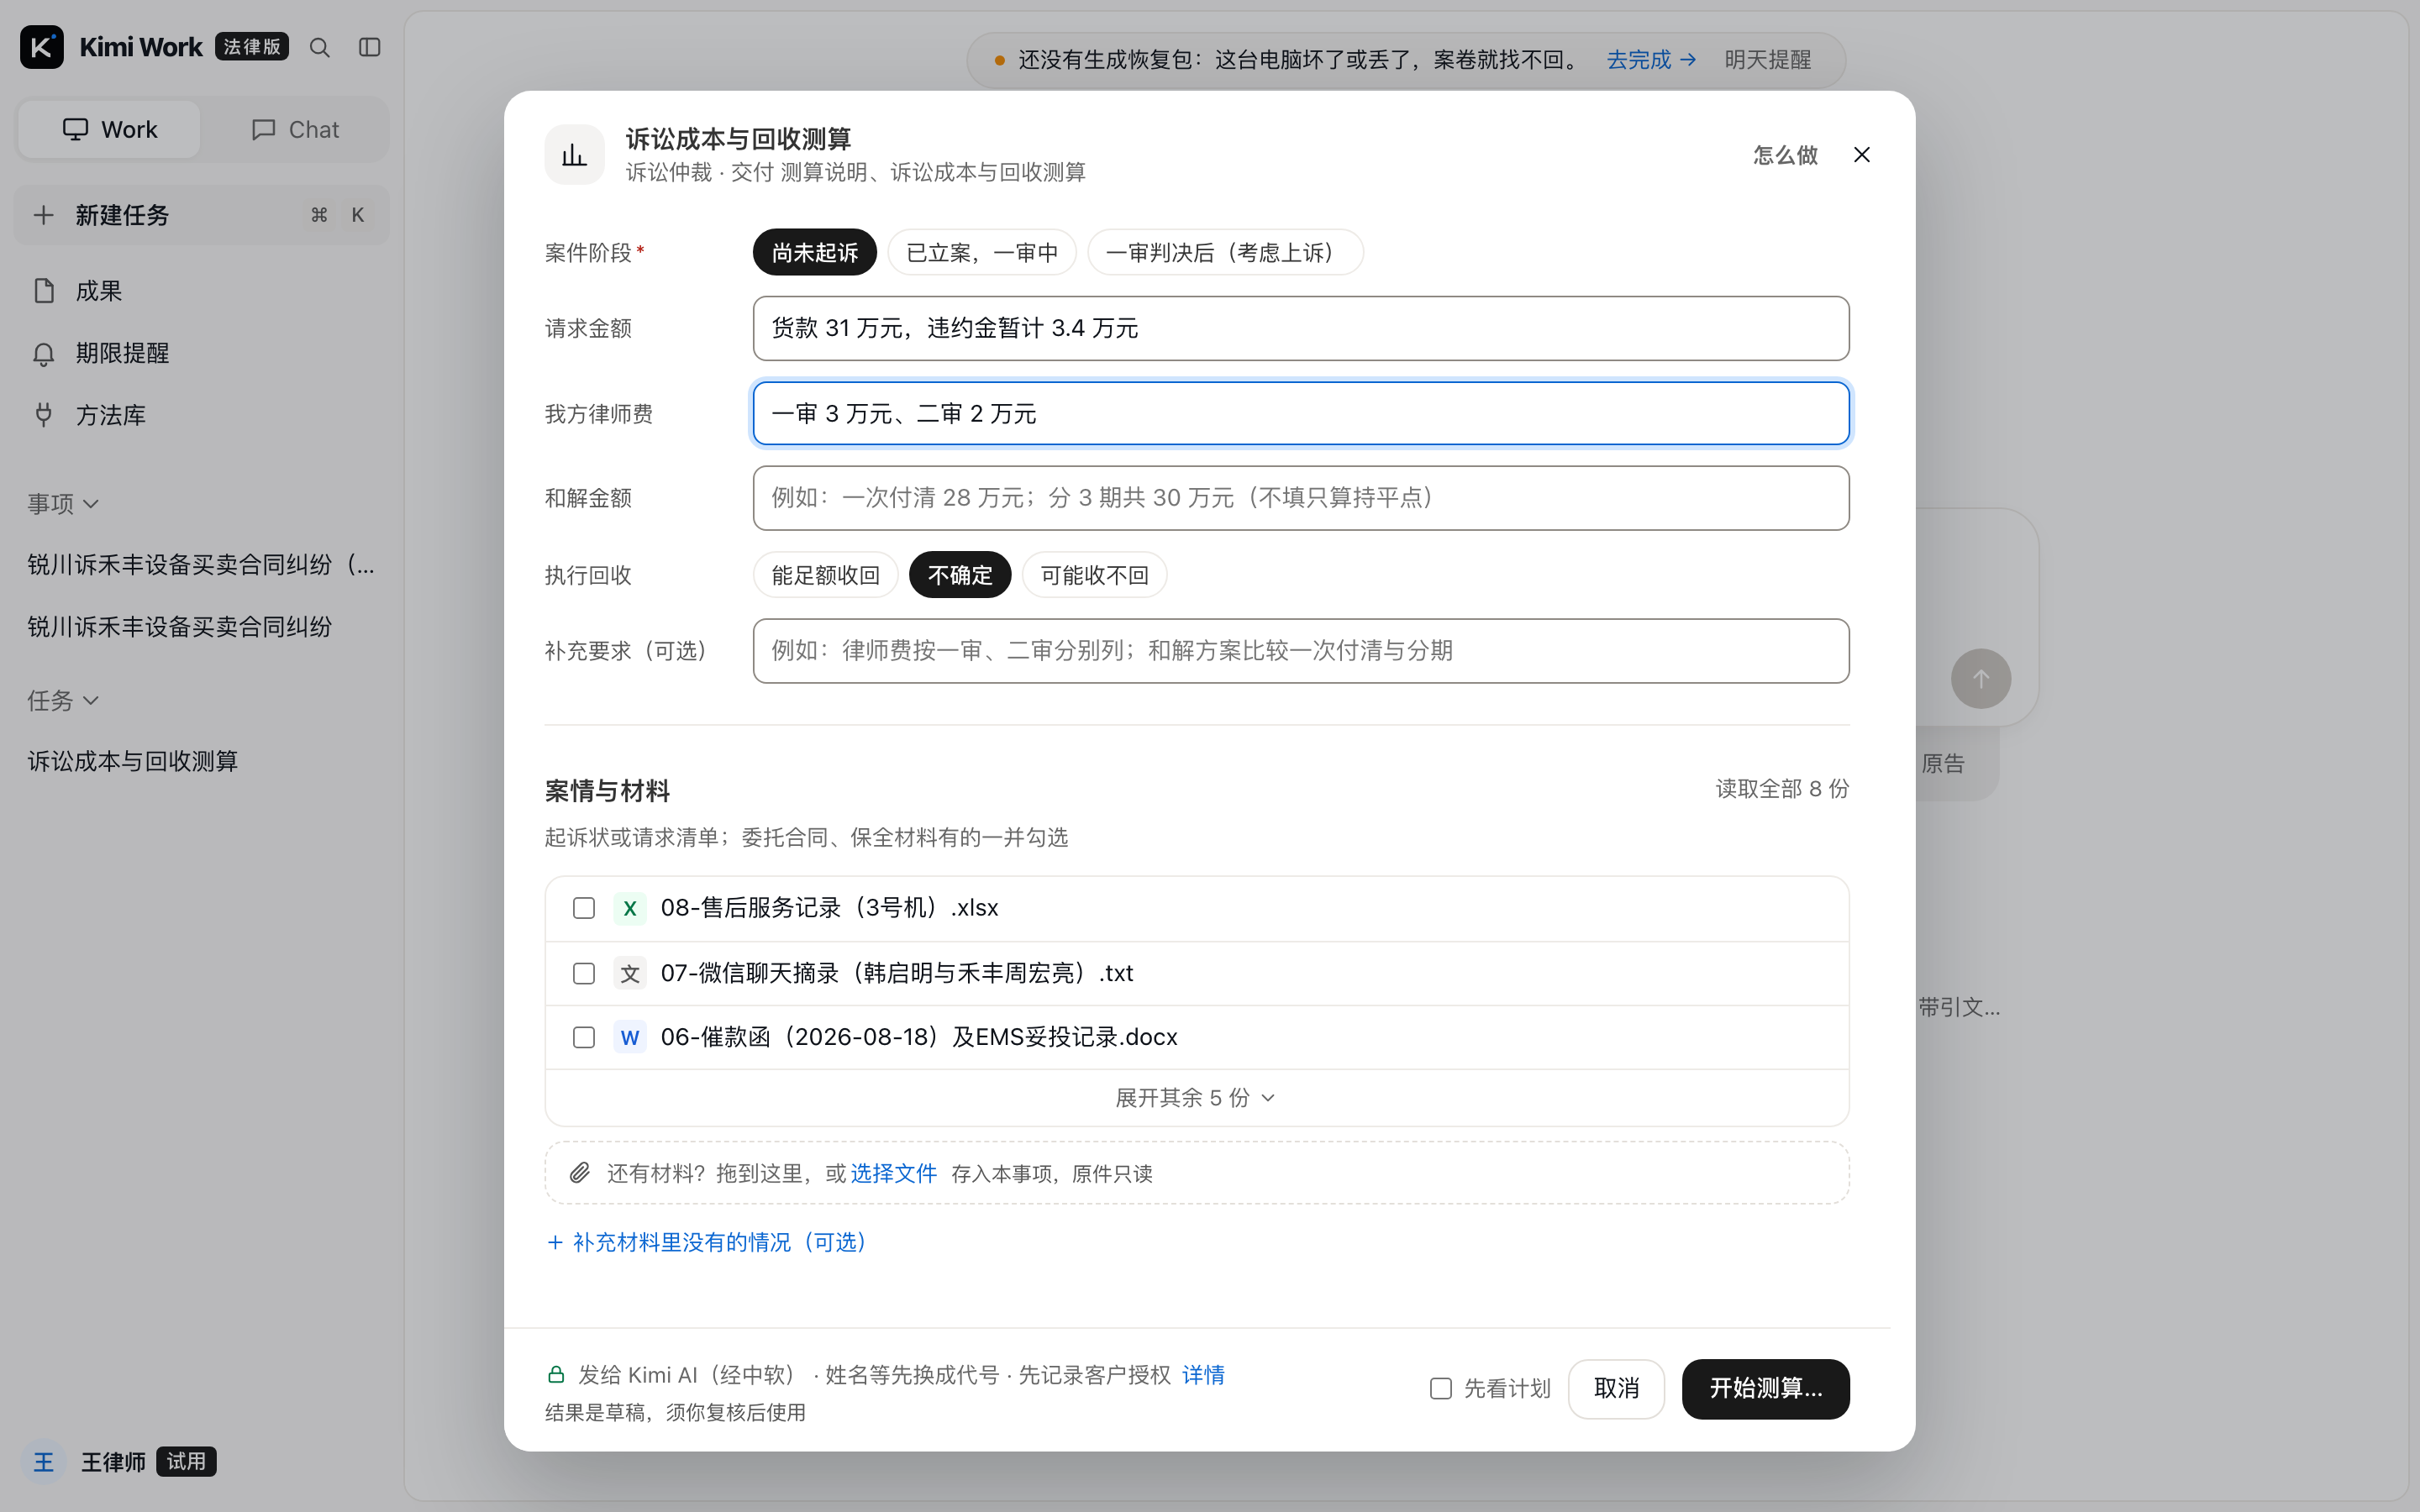 Kimi Work 法律版
Work
Chat
新建任务 ⌘ K
成果
期限提醒
方法库
事项
锐川诉禾丰设备买卖合同纠纷（...
锐川诉禾丰设备买卖合同纠纷
任务
诉讼成本与回收测算
王 王律师 试用
还没有生成恢复包：这台电脑坏了或丢了，案卷就找不回。 去完成 → 明天提醒
诉讼成本与回收测算
诉讼仲裁 · 交付 测算说明、诉讼成本与回收测算
怎么做
案件阶段* 尚未起诉 已立案，一审中 一审判决后（考虑上诉）
请求金额 货款 31 万元，违约金暂计 3.4 万元
我方律师费 一审 3 万元、二审 2 万元
和解金额 例如：一次付清 28 万元；分 3 期共 30 万元（不填只算持平点）
执行回收 能足额收回 不确定 可能收不回
补充要求（可选） 例如：律师费按一审、二审分别列；和解方案比较一次付清与分期
案情与材料 读取全部 8 份
起诉状或请求清单；委托合同、保全材料有的一并勾选
X 08-售后服务记录（3号机）.xlsx
文 07-微信聊天摘录（韩启明与禾丰周宏亮）.txt
W 06-催款函（2026-08-18）及EMS妥投记录.docx
展开其余 5 份
还有材料？拖到这里，或选择文件 存入本事项，原件只读
+ 补充材料里没有的情况（可选）
发给 Kimi AI（经中软） · 姓名等先换成代号 · 先记录客户授权 详情
结果是草稿，须你复核后使用
先看计划 取消 开始测算...
原告
带引文...